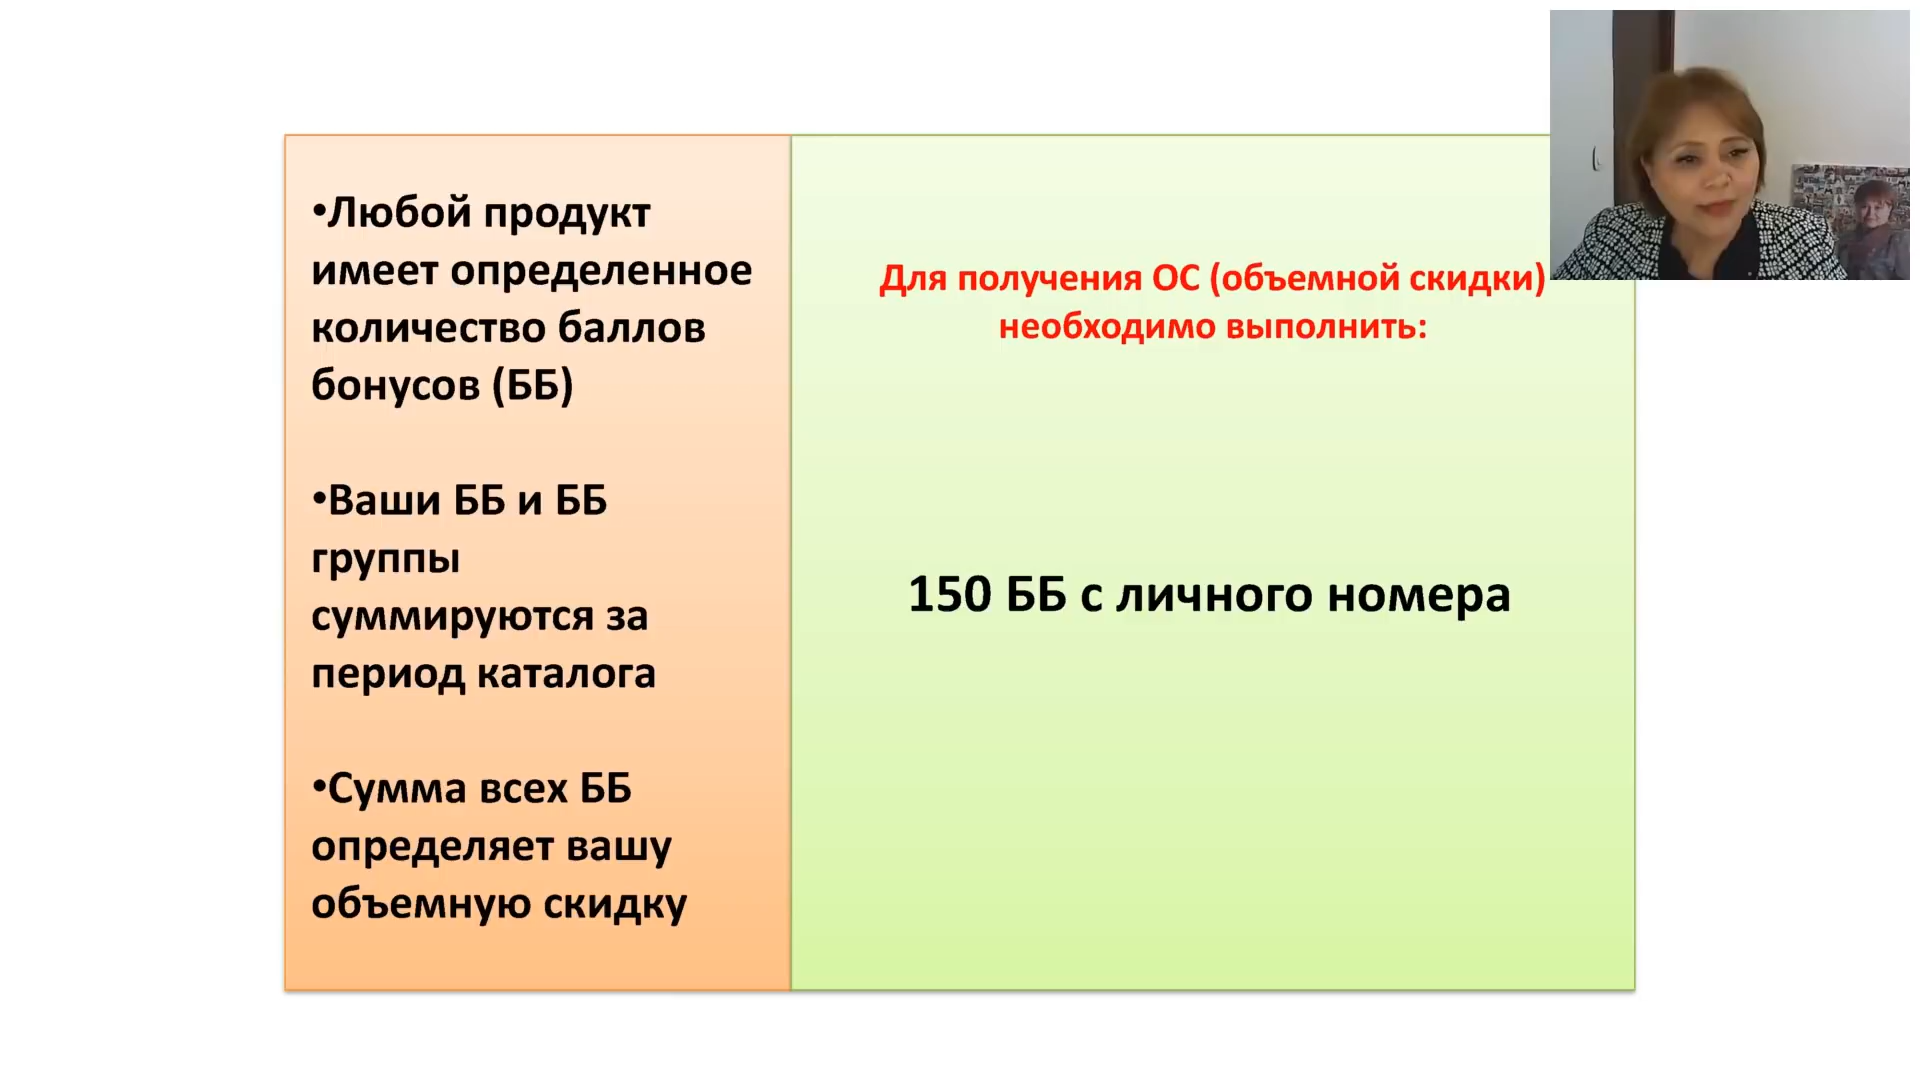 •Любой продукт
имеет определенное
количество баллов
бонусов (ББ)
•Ваши ББ и ББ
группы
суммируются за
период каталога
•Сумма всех ББ
определяет вашу
объемную скидку
Для получения ОС (объемной скидки)
необходимо выполнить:
150 ББ с личного номера